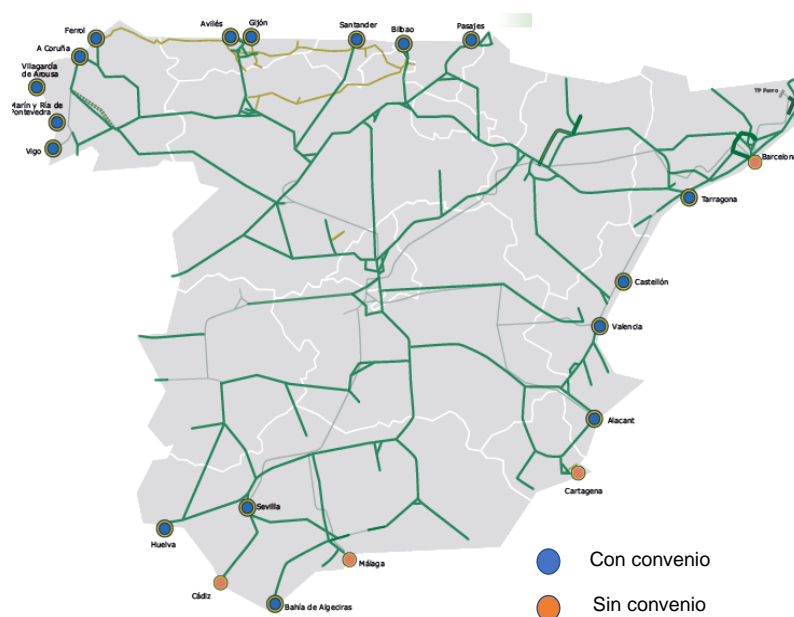 Ferrol
Avilés
Gijón
Santander
Bilbao
Pasajes
A Coruña
Vilagarcía
de Arousa
Marín y Ría de
Pontevedra
Vigo
TP Ferro
Barcelona
Tarragona
Castellón
Valencia
Alacant
Cartagena
Sevilla
Huelva
Málaga
Cádiz
Bahía de Algeciras
Con convenio
Sin convenio